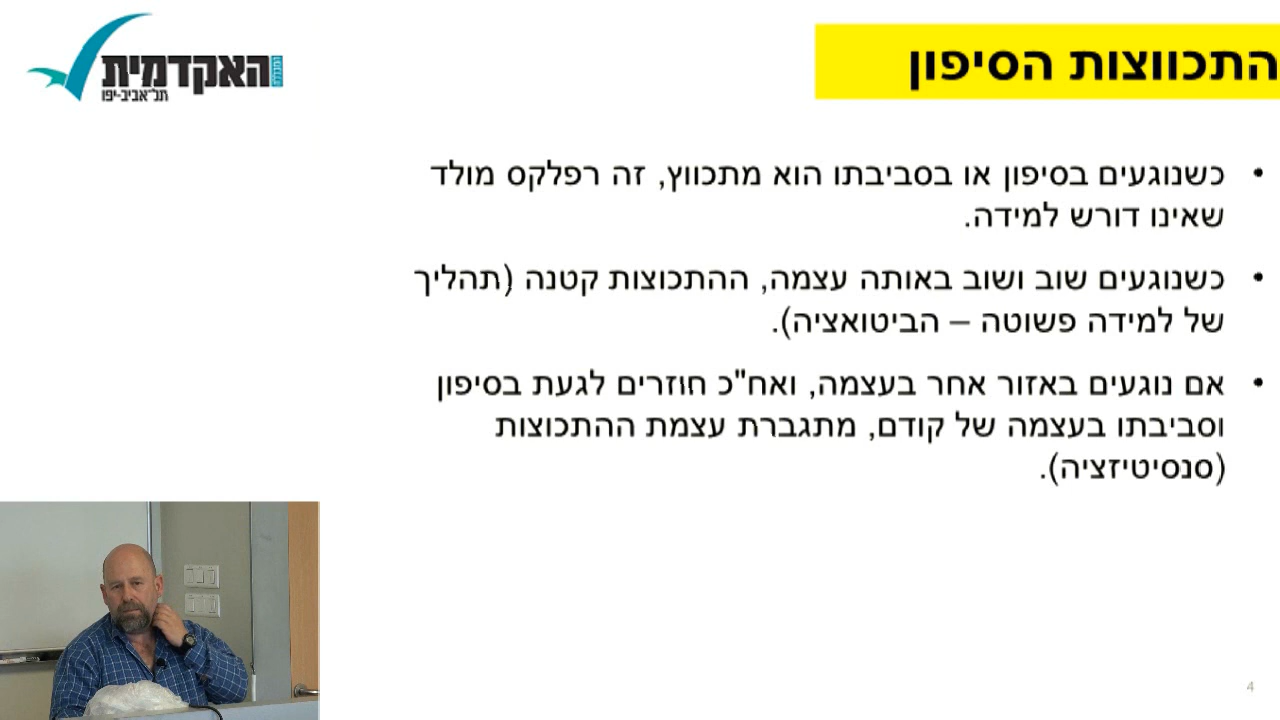 התכווצות הסיפון
האקדמית
תל־אביב-יפו
• כשנוגעים בסיפון או בסביבתו הוא מתכווץ, זה רפלקס מולד
שאינו דורש למידה.
• כשנוגעים שוב ושוב באותה עצמה, ההתכוצות קטנה (תהליך
של למידה פשוטה – הביטואציה).
• אם נוגעים באזור אחר בעצמה, ואח"כ חוזרים לגעת בסיפון
וסביבתו בעצמה של קודם, מתגברת עצמת ההתכוצות
(סנסיטיזציה).
4